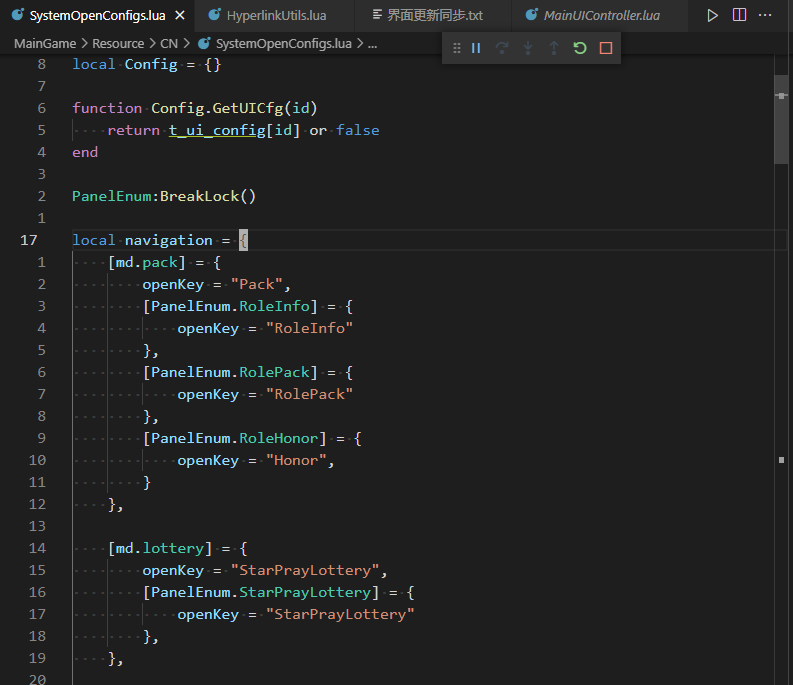 SystemOpenConfigs.lua HyperlinkUtils.lua 界面更新同步.txt MainUIController.lua
MainGame > Resource > CN > SystemOpenConfigs.lua > ...
8 local Config = {}
7
6 function Config.GetUICfg(id)
5 return t_ui_config[id] or false
4 end
3
2 PanelEnum:BreakLock()
1
17 local navigation = {
1 [md.pack] = {
2 openKey = "Pack",
3 [PanelEnum.RoleInfo] = {
4 openKey = "RoleInfo"
5 },
6 [PanelEnum.RolePack] = {
7 openKey = "RolePack"
8 },
9 [PanelEnum.RoleHonor] = {
10 openKey = "Honor",
11 }
12 },
13
14 [md.lottery] = {
15 openKey = "StarPrayLottery",
16 [PanelEnum.StarPrayLottery] = {
17 openKey = "StarPrayLottery"
18 },
19 },
20